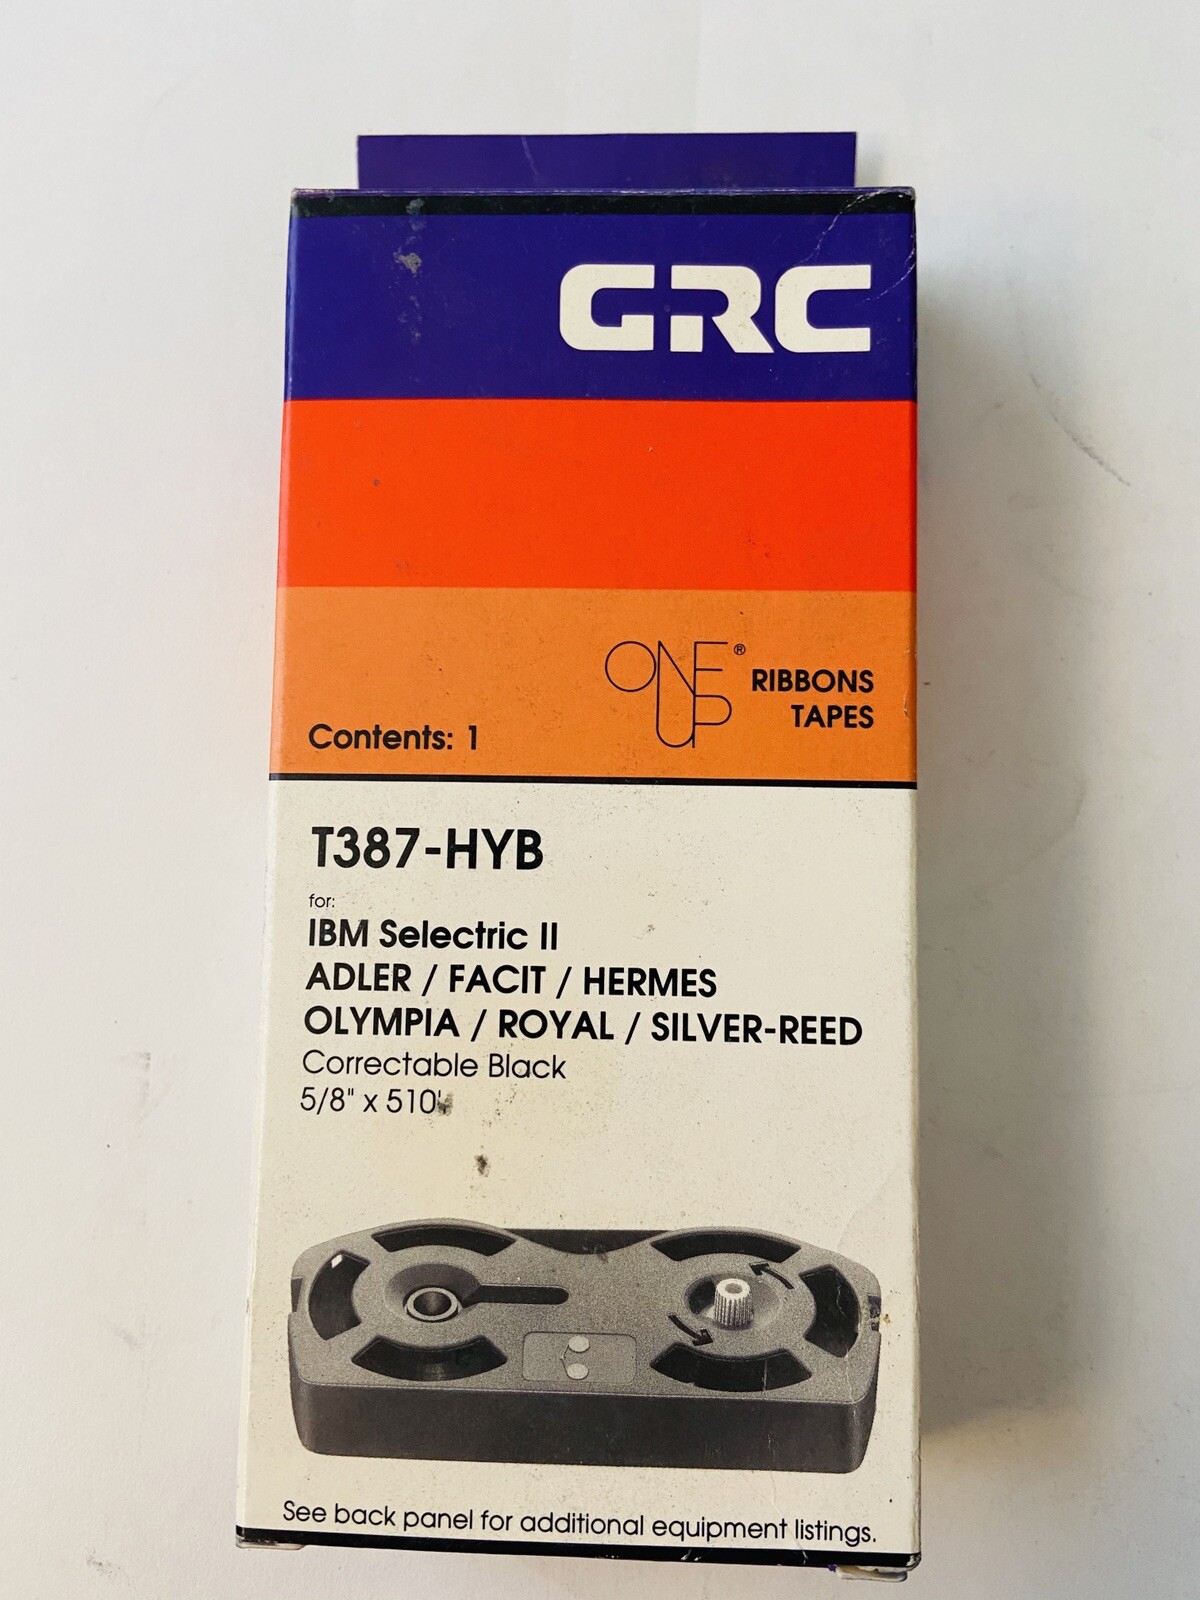 GRC
ONE UP® RIBBONS
TAPES
Contents: 1
T387-HYB
for:
IBM Selectric II
ADLER / FACIT / HERMES
OLYMPIA / ROYAL / SILVER-REED
Correctable Black
5/8" x 510'
See back panel for additional equipment listings.